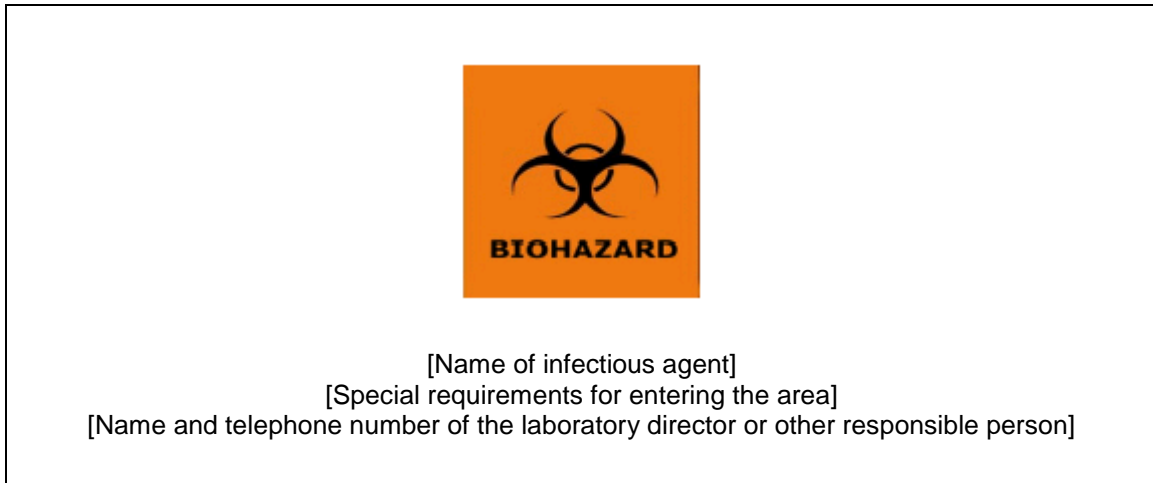 BIOHAZARD
[Name of infectious agent]
[Special requirements for entering the area]
[Name and telephone number of the laboratory director or other responsible person]